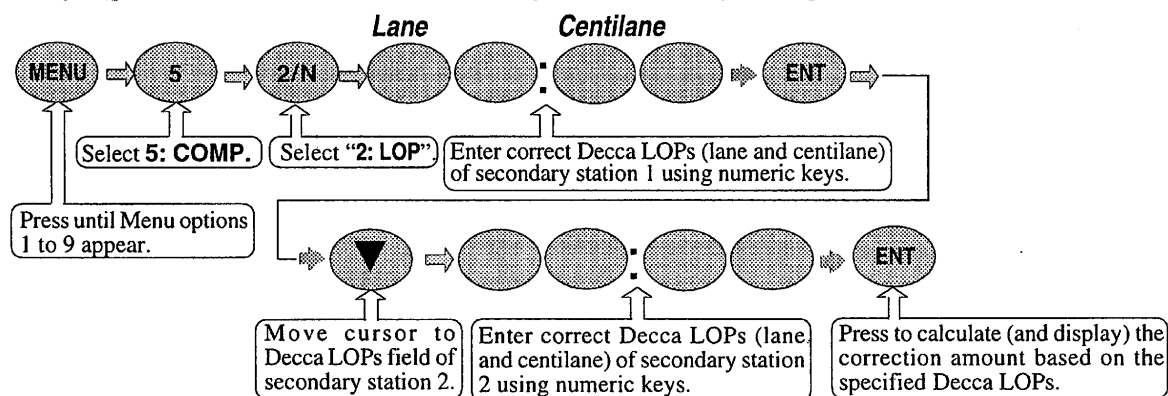 Lane Centilane
MENU 5 2/N : ENT
Select 5: COMP.
Select “2: LOP”.
Enter correct Decca LOPs (lane and centilane)
of secondary station 1 using numeric keys.
Press until Menu options
1 to 9 appear.
▼ : ENT
Move cursor to
Decca LOPs field of
secondary station 2.
Enter correct Decca LOPs (lane
and centilane) of secondary station
2 using numeric keys.
Press to calculate (and display) the
correction amount based on the
specified Decca LOPs.